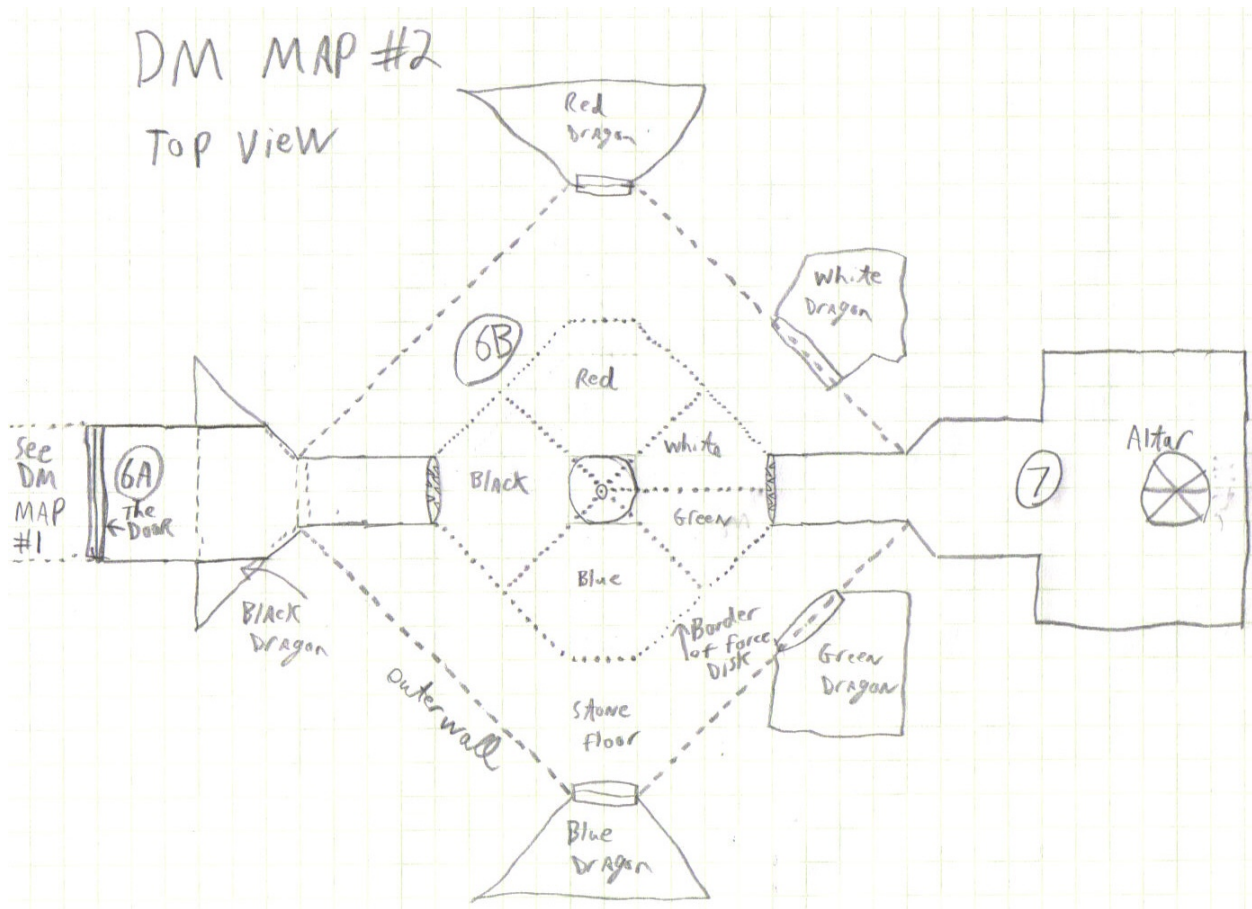 DM MAP #2
TOP VIEW
Red
Dragon
White
Dragon
6B
Red
See
DM
MAP
#1
6A
The
Door
Black
White
Green
7
Altar
Blue
Black
Dragon
Border
of force
Disk
Green
Dragon
outer wall
Stone
floor
Blue
Dragon